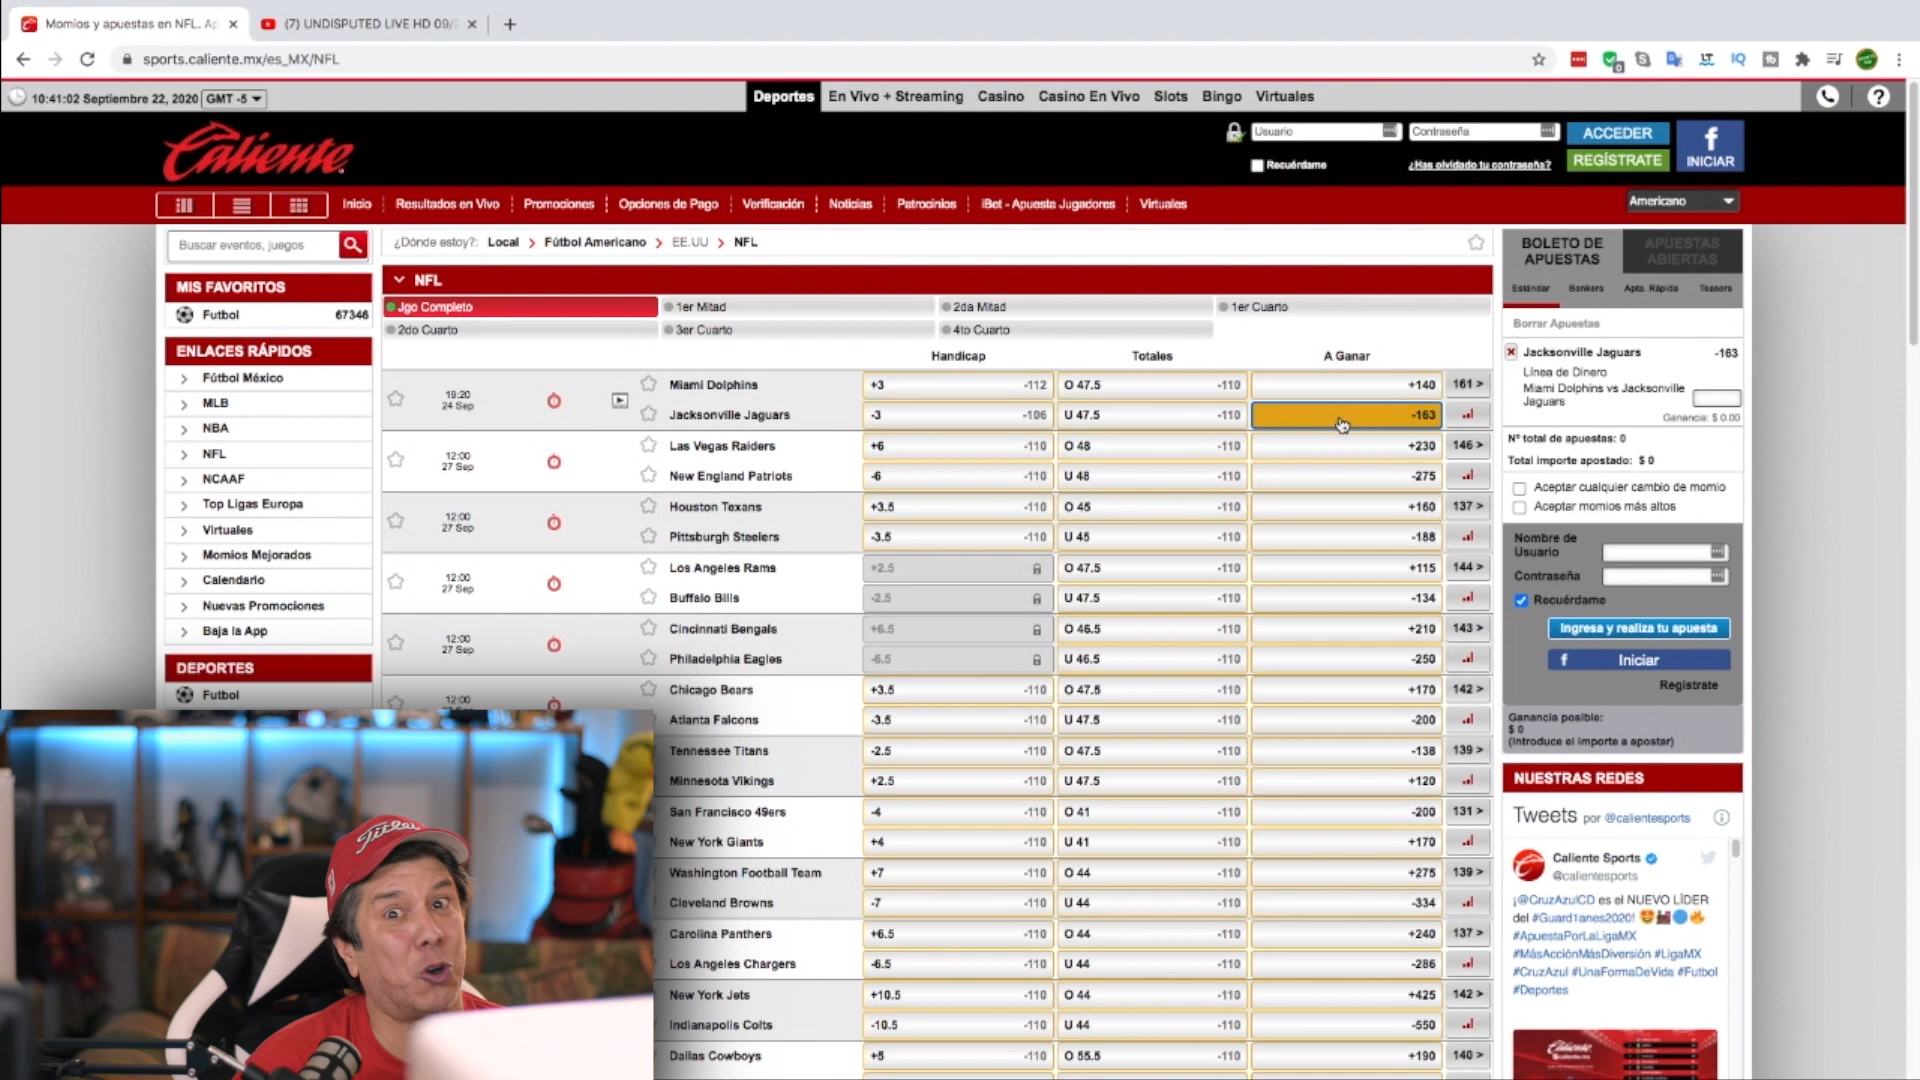 Momios y apuestas en NFL. Ap
(7) UNDISPUTED LIVE HD 09/2
sports.caliente.mx/es_MX/NFL
10:41:02 Septiembre 22, 2020 GMT -5
Deportes En Vivo + Streaming Casino Casino En Vivo Slots Bingo Virtuales
Caliente
Usuario Contraseña ACCEDER
Recuérdame ¿Has olvidado tu contraseña? REGÍSTRATE
f INICIAR
Inicio Resultados en Vivo Promociones Opciones de Pago Verificación Noticias Patrocinios iBet - Apuesta Jugadores Virtuales Americano
Buscar eventos, juegos
MIS FAVORITOS
Futbol 67346
ENLACES RÁPIDOS
Fútbol México
MLB
NBA
NFL
NCAAF
Top Ligas Europa
Virtuales
Momios Mejorados
Calendario
Nuevas Promociones
Baja la App
DEPORTES
Futbol
¿Dónde estoy?: Local > Fútbol Americano > EE.UU > NFL
NFL
Jgo Completo 1er Mitad 2da Mitad 1er Cuarto
2do Cuarto 3er Cuarto 4to Cuarto
Handicap Totales A Ganar
19:20
24 Sep
Miami Dolphins +3 -112 O 47.5 -110 +140 161 >
Jacksonville Jaguars -3 -106 U 47.5 -110 -163
12:00
27 Sep
Las Vegas Raiders +6 -110 O 48 -110 +230 146 >
New England Patriots -6 -110 U 48 -110 -275
12:00
27 Sep
Houston Texans +3.5 -110 O 45 -110 +160 137 >
Pittsburgh Steelers -3.5 -110 U 45 -110 -188
12:00
27 Sep
Los Angeles Rams +2.5 O 47.5 -110 +115 144 >
Buffalo Bills -2.5 U 47.5 -110 -134
12:00
27 Sep
Cincinnati Bengals +6.5 O 46.5 -110 +210 143 >
Philadelphia Eagles -6.5 U 46.5 -110 -250
12:00
Chicago Bears +3.5 -110 O 47.5 -110 +170 142 >
Atlanta Falcons -3.5 -110 U 47.5 -110 -200
Tennessee Titans -2.5 -110 O 47.5 -110 -138 139 >
Minnesota Vikings +2.5 -110 U 47.5 -110 +120
San Francisco 49ers -4 -110 O 41 -110 -200 131 >
New York Giants +4 -110 U 41 -110 +170
Washington Football Team +7 -110 O 44 -110 +275 139 >
Cleveland Browns -7 -110 U 44 -110 -334
Carolina Panthers +6.5 -110 O 44 -110 +240 137 >
Los Angeles Chargers -6.5 -110 U 44 -110 -286
New York Jets +10.5 -110 O 44 -110 +425 142 >
Indianapolis Colts -10.5 -110 U 44 -110 -550
Dallas Cowboys +5 -110 O 55.5 -110 +190 140 >
BOLETO DE
APUESTAS
APUESTAS
ABIERTAS
Estándar Bankers Apta. Rápida Teasers
Borrar Apuestas
Jacksonville Jaguars -163
Línea de Dinero
Miami Dolphins vs Jacksonville
Jaguars
Ganancia: $ 0.00
Nº total de apuestas: 0
Total importe apostado: $ 0
Aceptar cualquier cambio de momio
Aceptar momios más altos
Nombre de
Usuario
Contraseña
Recuérdame
Ingresa y realiza tu apuesta
f Iniciar
Registrate
Ganancia posible:
$ 0
(Introduce el importe a apostar)
NUESTRAS REDES
Tweets por @calientesports
Caliente Sports
@calientesports
¡@CruzAzulCD es el NUEVO LÍDER
del #Guard1anes2020!
#ApuestaPorLaLigaMX
#MásAcciónMásDiversión #LigaMX
#CruzAzul #UnaFormaDeVida #Futbol
#Deportes
Caliente
Titleist